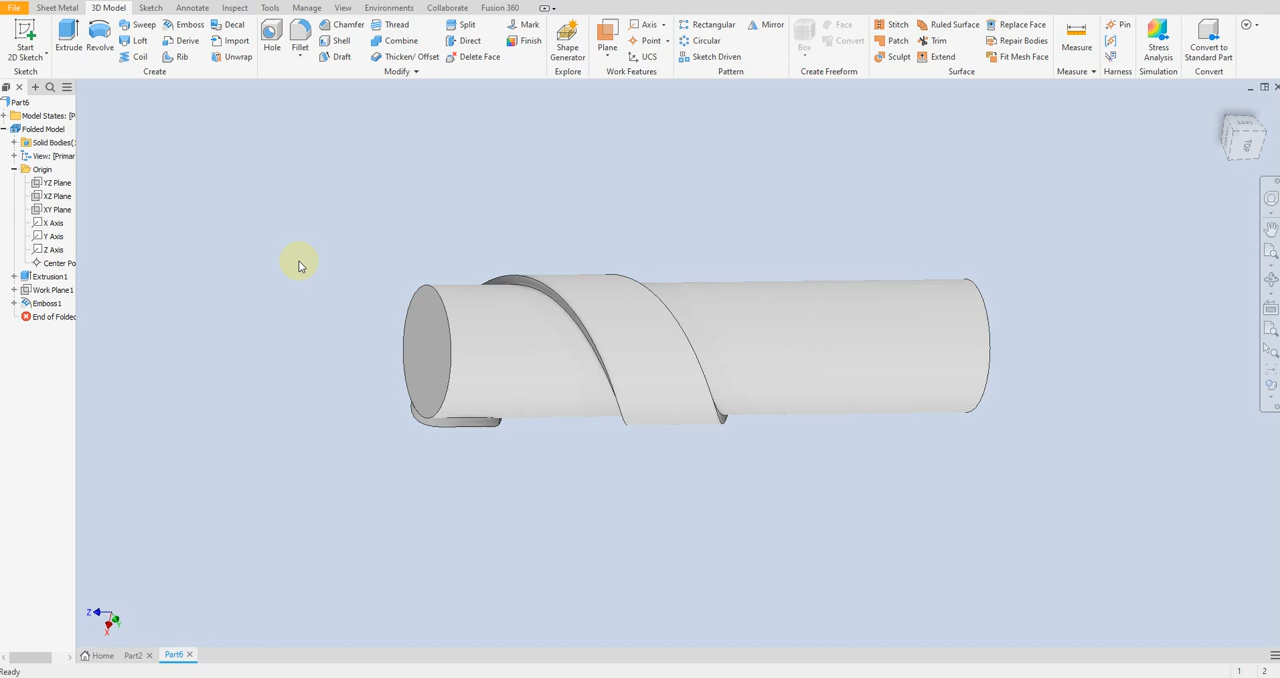 File Sheet Metal 3D Model Sketch Annotate Inspect Tools Manage View Environments Collaborate Fusion 360
Start 2D Sketch Extrude Revolve Sweep Emboss Decal Hole Fillet Chamfer Thread Split Mark Shape Generator Plane Axis Rectangular Mirror Box Face Stitch Ruled Surface Replace Face Pin Measure Stress Analysis Convert to Standard Part
Loft Derive Import Shell Combine Direct Finish Point Circular Convert Patch Trim Repair Bodies
Coil Rib Unwrap Draft Thicken/ Offset Delete Face UCS Sketch Driven Sculpt Extend Fit Mesh Face
Sketch Create Modify Explore Work Features Pattern Create Freeform Surface Measure Harness Simulation Convert
Part6
Model States: [P
Folded Model
Solid Bodies(
View: [Primar
Origin
YZ Plane
XZ Plane
XY Plane
X Axis
Y Axis
Z Axis
Center Po
Extrusion1
Work Plane1
Emboss1
End of Folded
TOP
Z
Y
X
Home Part2 Part6
Ready 1 2